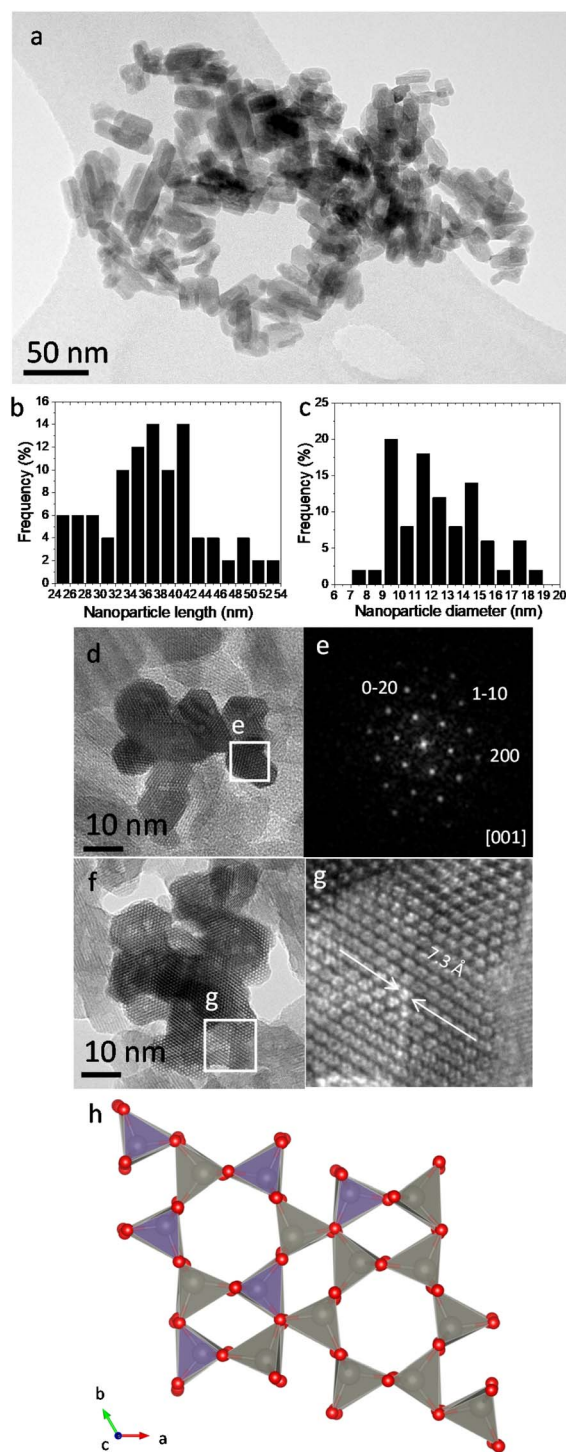 a
50 nm
b
c
16
14
12
10
8
6
4
2
0
Frequency (%)
24 26 28 30 32 34 36 38 40 42 44 46 48 50 52 54
Nanoparticle length (nm)
25
20
15
10
5
0
Frequency (%)
6 7 8 9 10 11 12 13 14 15 16 17 18 19 20
Nanoparticle diameter (nm)
d
e
10 nm
e
0-20
1-10
200
[001]
f
g
10 nm
g
7.3 Å
h
b
c
a